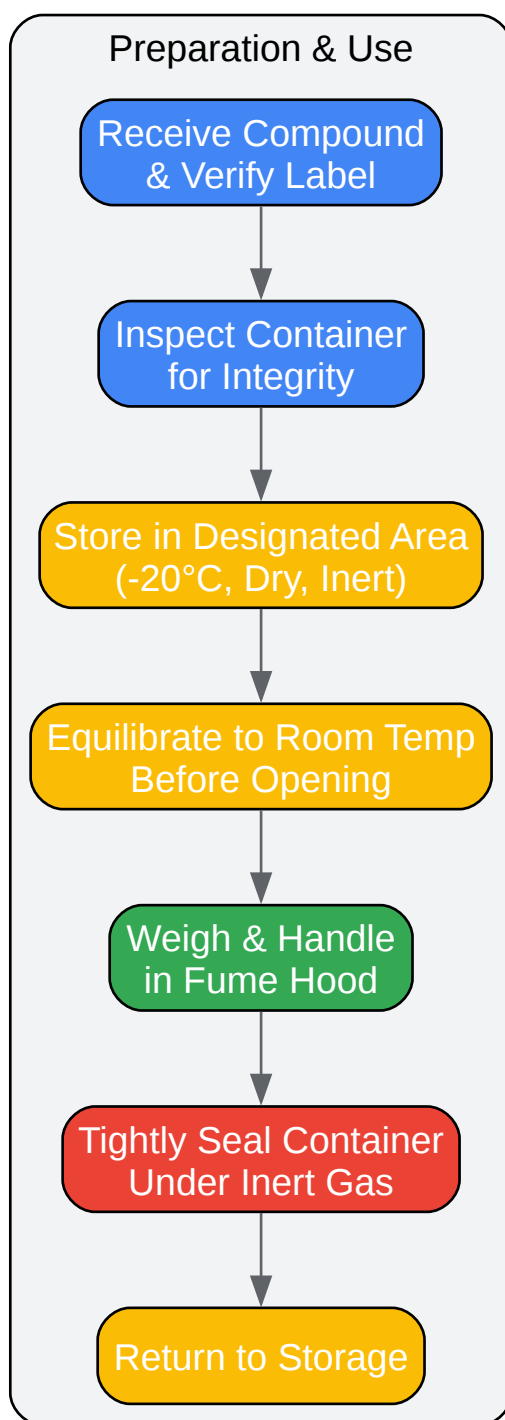 Preparation & Use
Receive Compound
& Verify Label
Inspect Container
for Integrity
Store in Designated Area
(-20°C, Dry, Inert)
Equilibrate to Room Temp
Before Opening
Weigh & Handle
in Fume Hood
Tightly Seal Container
Under Inert Gas
Return to Storage